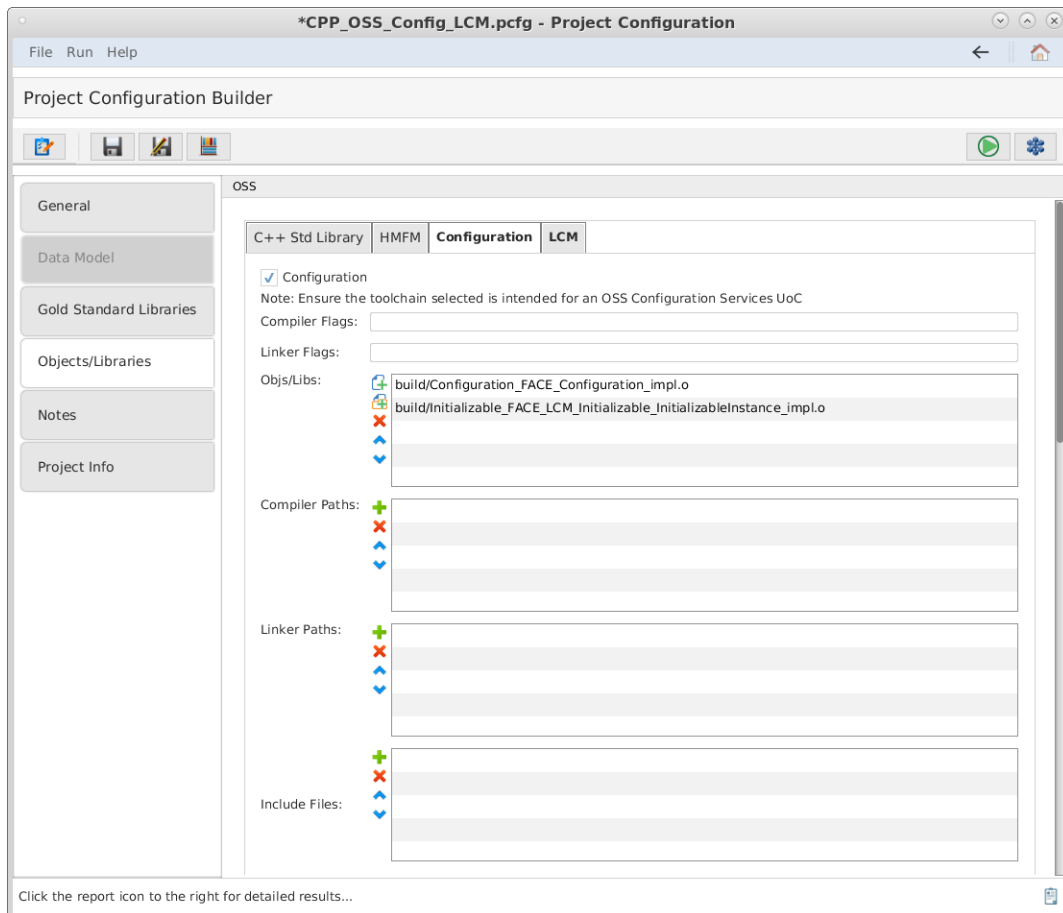 *CPP_OSS_Config_LCM.pcfg - Project Configuration
File Run Help
Project Configuration Builder
OSS
General
Data Model
Gold Standard Libraries
Objects/Libraries
Notes
Project Info
C++ Std Library HMFM Configuration LCM
Configuration
Note: Ensure the toolchain selected is intended for an OSS Configuration Services UoC
Compiler Flags:
Linker Flags:
Objs/Libs:
build/Configuration_FACE_Configuration_impl.o
build/Initializable_FACE_LCM_Initializable_InitializableInstance_impl.o
Compiler Paths:
Linker Paths:
Include Files:
Click the report icon to the right for detailed results...